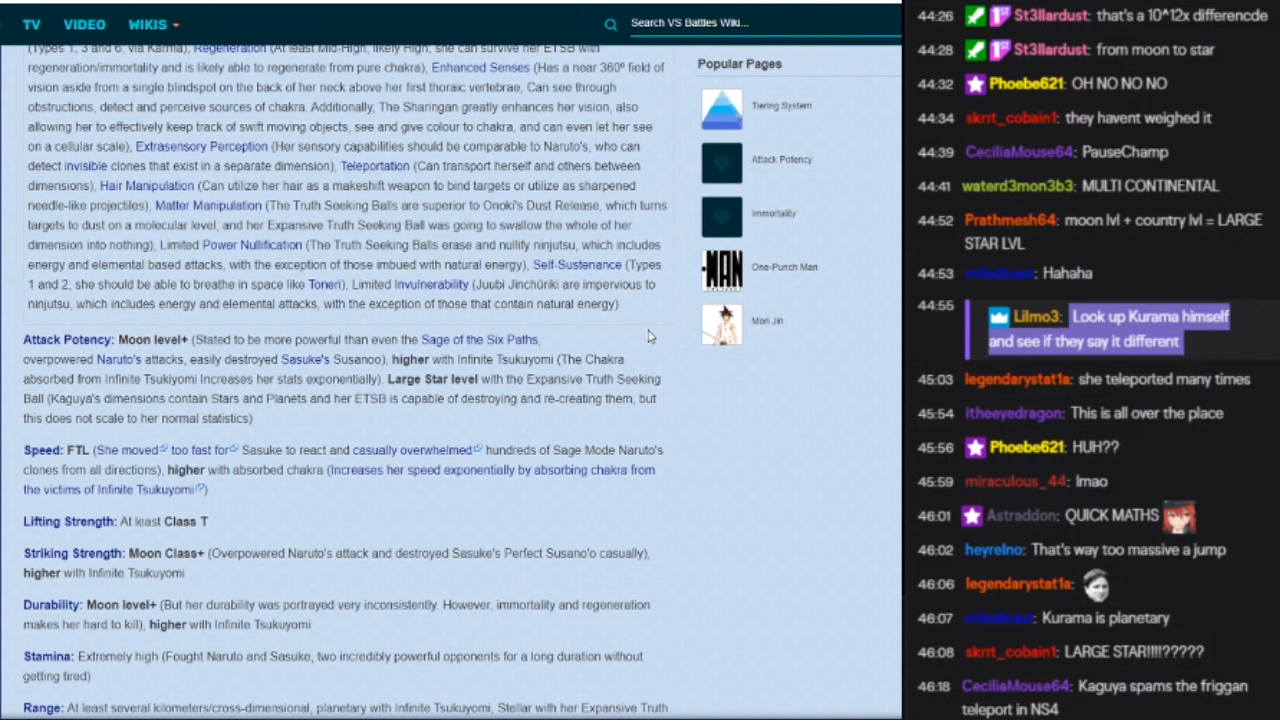 TV VIDEO WIKIS
Search VS Battles Wiki...
(Types 1, 3 and 6, via Karma), Regeneration (At least Mid-High, likely High; she can survive her ETSB with
regeneration/immortality and is likely able to regenerate from pure chakra), Enhanced Senses (Has a near 360º field of
vision aside from a single blindspot on the back of her neck above her first thoracic vertebrae, Can see through
obstructions, detect and perceive sources of chakra. Additionally, The Sharingan greatly enhances her vision, also
allowing her to effectively keep track of swift moving objects, see and give colour to chakra, and can even let her see
on a cellular scale), Extrasensory Perception (Her sensory capabilities should be comparable to Naruto's, who can
detect invisible clones that exist in a separate dimension), Teleportation (Can transport herself and others between
dimensions), Hair Manipulation (Can utilize her hair as a makeshift weapon to bind targets or utilize as sharpened
needle-like projectiles), Matter Manipulation (The Truth Seeking Balls are superior to Onoki's Dust Release, which turns
targets to dust on a molecular level, and her Expansive Truth Seeking Ball was going to swallow the whole of her
dimension into nothing), Limited Power Nullification (The Truth Seeking Balls erase and nullify ninjutsu, which includes
energy and elemental based attacks, with the exception of those imbued with natural energy), Self-Sustenance (Types
1 and 2, she should be able to breathe in space like Toneri), Limited Invulnerability (Juubi Jinchūriki are impervious to
ninjutsu, which includes energy and elemental attacks, with the exception of those that contain natural energy)
Attack Potency: Moon level+ (Stated to be more powerful than even the Sage of the Six Paths,
overpowered Naruto's attacks, easily destroyed Sasuke's Susanoo), higher with Infinite Tsukuyomi (The Chakra
absorbed from Infinite Tsukiyomi Increases her stats exponentially). Large Star level with the Expansive Truth Seeking
Ball (Kaguya's dimensions contain Stars and Planets and her ETSB is capable of destroying and re-creating them, but
this does not scale to her normal statistics)
Speed: FTL (She moved too fast for Sasuke to react and casually overwhelmed hundreds of Sage Mode Naruto's
clones from all directions), higher with absorbed chakra (Increases her speed exponentially by absorbing chakra from
the victims of Infinite Tsukuyomi)
Lifting Strength: At least Class T
Striking Strength: Moon Class+ (Overpowered Naruto's attack and destroyed Sasuke's Perfect Susano'o casually),
higher with Infinite Tsukuyomi
Durability: Moon level+ (But her durability was portrayed very inconsistently. However, immortality and regeneration
makes her hard to kill), higher with Infinite Tsukuyomi
Stamina: Extremely high (Fought Naruto and Sasuke, two incredibly powerful opponents for a long duration without
getting tired)
Range: At least several kilometers/cross-dimensional, planetary with Infinite Tsukuyomi, Stellar with her Expansive Truth
Popular Pages
Tiering System
Attack Potency
Immortality
One-Punch Man
Mori Jin
44:26 St3llardust: that's a 10^12x differencde
44:28 St3llardust: from moon to star
44:32 Phoebe621: OH NO NO NO
44:34 skrrt_cobain1: they havent weighed it
44:39 CeciliaMouse64: PauseChamp
44:41 waterd3mon3b3: MULTI CONTINENTAL
44:52 Prathmesh64: moon lvl + country lvl = LARGE
STAR LVL
44:53 : Hahaha
44:55 Lilmo3: Look up Kurama himself
and see if they say it different
45:03 legendarystat1a: she teleported many times
45:54 itheeyedragon: This is all over the place
45:56 Phoebe621: HUH??
45:59 miraculous_44: lmao
46:01 Astraddon: QUICK MATHS
46:02 heyreIno: That's way too massive a jump
46:06 legendarystat1a:
46:07 : Kurama is planetary
46:08 skrrt_cobain1: LARGE STAR!!!!?????
46:18 CeciliaMouse64: Kaguya spams the friggan
teleport in NS4